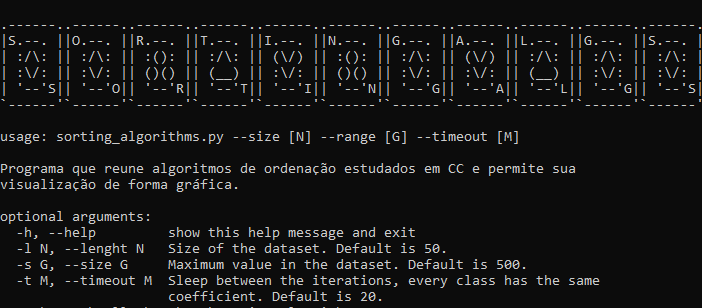 .------..------..------..------..------..------..------..------..------..------..------.
|S.--. ||O.--. ||R.--. ||T.--. ||I.--. ||N.--. ||G.--. ||A.--. ||L.--. ||G.--. ||S.--. |
| :/\: || :/\: || :(): || :/\: || (\/) || :(): || :/\: || (\/) || :/\: || :/\: || :/\: |
| :\/: || :\/: || ()() || (__) || :\/: || ()() || :\/: || :\/: || (__) || :\/: || :\/: |
| '--'S|| '--'O|| '--'R|| '--'T|| '--'I|| '--'N|| '--'G|| '--'A|| '--'L|| '--'G|| '--'S|
`------'`------'`------'`------'`------'`------'`------'`------'`------'`------'`------'
usage: sorting_algorithms.py --size [N] --range [G] --timeout [M]
Programa que reune algoritmos de ordenação estudados em CC e permite sua
visualização de forma gráfica.
optional arguments:
-h, --help show this help message and exit
-l N, --lenght N Size of the dataset. Default is 50.
-s G, --size G Maximum value in the dataset. Default is 500.
-t M, --timeout M Sleep between the iterations, every class has the same
coefficient. Default is 20.